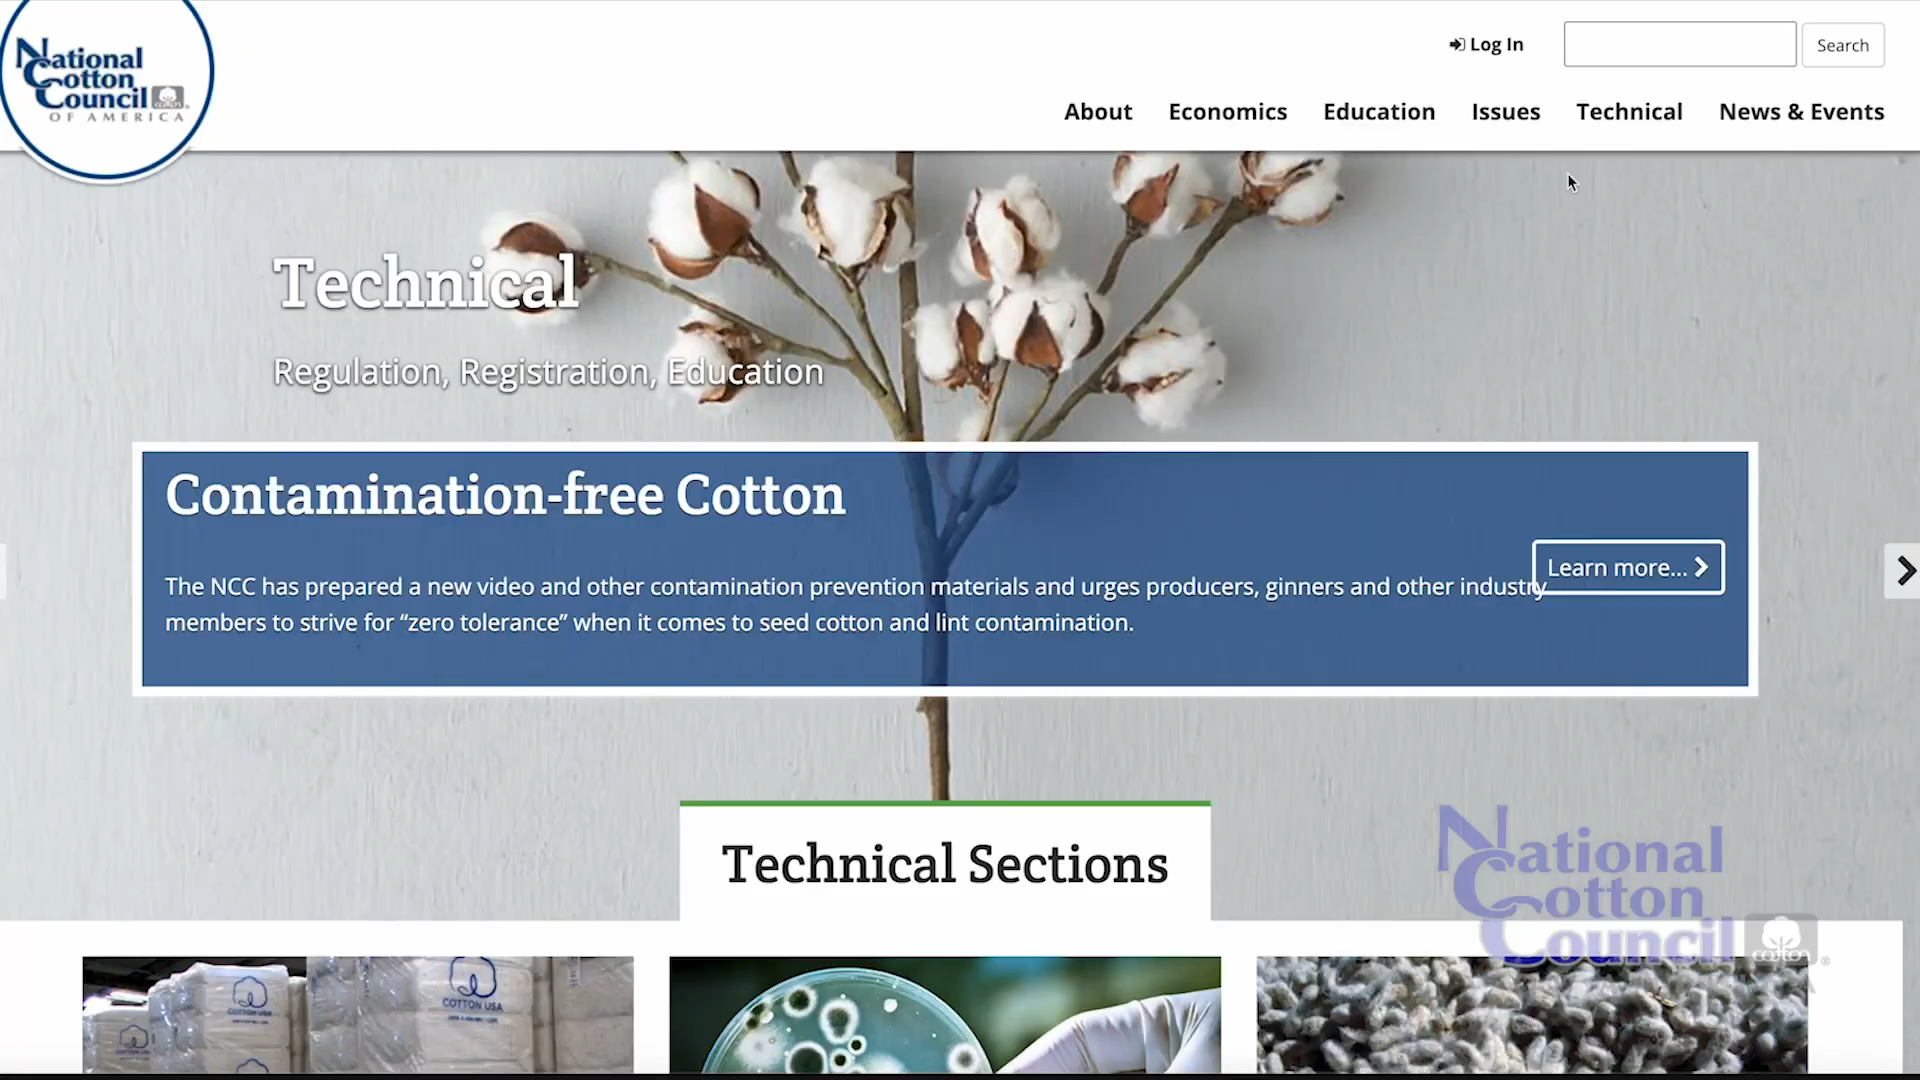 National
Cotton
Council
OF AMERICA
Log In
Search
About
Economics
Education
Issues
Technical
News & Events
Technical
Regulation, Registration, Education
Contamination-free Cotton
The NCC has prepared a new video and other contamination prevention materials and urges producers, ginners and other industry
members to strive for “zero tolerance” when it comes to seed cotton and lint contamination.
Learn more...
Technical Sections
COTTON USA
COTTON USA
National
Cotton
Council
cotton
®